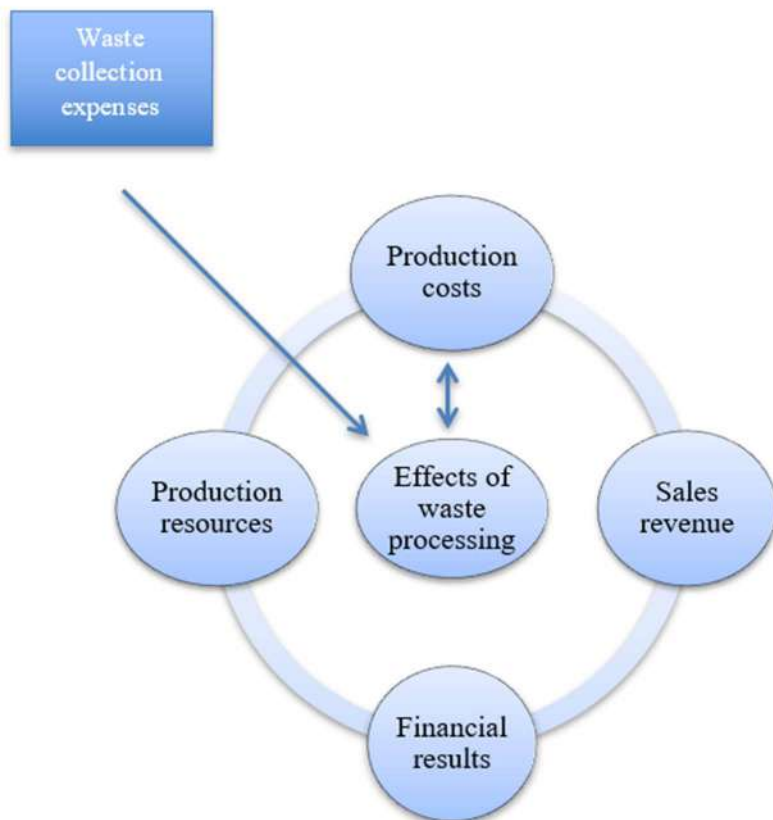 Waste
collection
expenses
Production
costs
Production
resources
Effects of
waste
processing
Sales
revenue
Financial
results